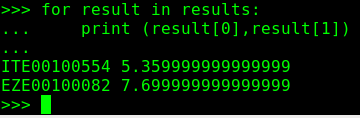 >>> for result in results:
...     print (result[0],result[1])
...
ITE00100554 5.359999999999999
EZE00100082 7.699999999999999
>>>